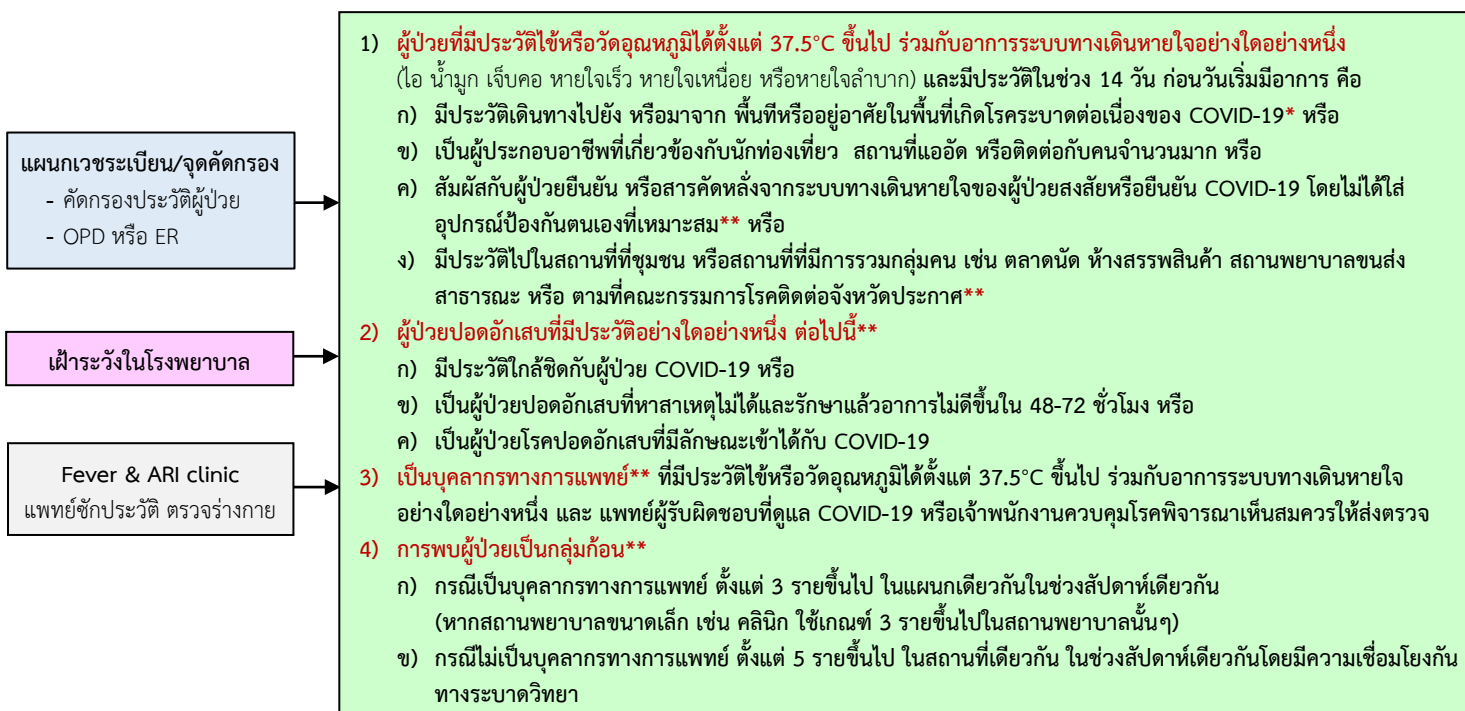 แผนกเวชระเบียน/จุดคัดกรอง
- คัดกรองประวัติผู้ป่วย
- OPD หรือ ER
เฝ้าระวังในโรงพยาบาล
Fever & ARI clinic
แพทย์ซักประวัติ ตรวจร่างกาย
1) ผู้ป่วยที่มีประวัติไข้หรือวัดอุณหภูมิได้ตั้งแต่ 37.5°C ขึ้นไป ร่วมกับอาการระบบทางเดินหายใจอย่างใดอย่างหนึ่ง
(ไอ น้ำมูก เจ็บคอ หายใจเร็ว หายใจเหนื่อย หรือหายใจลำบาก) และมีประวัติในช่วง 14 วัน ก่อนวันเริ่มมีอาการ คือ
ก) มีประวัติเดินทางไปยัง หรือมาจาก พื้นทีหรืออยู่อาศัยในพื้นที่เกิดโรคระบาดต่อเนื่องของ COVID-19* หรือ
ข) เป็นผู้ประกอบอาชีพที่เกี่ยวข้องกับนักท่องเที่ยว สถานที่แออัด หรือติดต่อกับคนจำนวนมาก หรือ
ค) สัมผัสกับผู้ป่วยยืนยัน หรือสารคัดหลั่งจากระบบทางเดินหายใจของผู้ป่วยสงสัยหรือยืนยัน COVID-19 โดยไม่ได้ใส่
อุปกรณ์ป้องกันตนเองที่เหมาะสม** หรือ
ง) มีประวัติไปในสถานที่ที่ชุมชน หรือสถานที่ที่มีการรวมกลุ่มคน เช่น ตลาดนัด ห้างสรรพสินค้า สถานพยาบาลขนส่ง
สาธารณะ หรือ ตามที่คณะกรรมการโรคติดต่อจังหวัดประกาศ**
2) ผู้ป่วยปอดอักเสบที่มีประวัติอย่างใดอย่างหนึ่ง ต่อไปนี้**
ก) มีประวัติใกล้ชิดกับผู้ป่วย COVID-19 หรือ
ข) เป็นผู้ป่วยปอดอักเสบที่หาสาเหตุไม่ได้และรักษาแล้วอาการไม่ดีขึ้นใน 48-72 ชั่วโมง หรือ
ค) เป็นผู้ป่วยโรคปอดอักเสบที่มีลักษณะเข้าได้กับ COVID-19
3) เป็นบุคลากรทางการแพทย์** ที่มีประวัติไข้หรือวัดอุณหภูมิได้ตั้งแต่ 37.5°C ขึ้นไป ร่วมกับอาการระบบทางเดินหายใจ
อย่างใดอย่างหนึ่ง และ แพทย์ผู้รับผิดชอบที่ดูแล COVID-19 หรือเจ้าพนักงานควบคุมโรคพิจารณาเห็นสมควรให้ส่งตรวจ
4) การพบผู้ป่วยเป็นกลุ่มก้อน**
ก) กรณีเป็นบุคลากรทางการแพทย์ ตั้งแต่ 3 รายขึ้นไป ในแผนกเดียวกันในช่วงสัปดาห์เดียวกัน
(หากสถานพยาบาลขนาดเล็ก เช่น คลินิก ใช้เกณฑ์ 3 รายขึ้นไปในสถานพยาบาลนั้นๆ)
ข) กรณีไม่เป็นบุคลากรทางการแพทย์ ตั้งแต่ 5 รายขึ้นไป ในสถานที่เดียวกัน ในช่วงสัปดาห์เดียวกันโดยมีความเชื่อมโยงกัน
ทางระบาดวิทยา